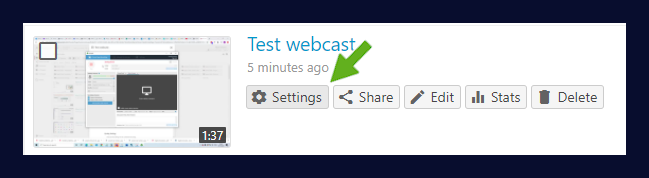 Test webcast
5 minutes ago
Settings Share Edit Stats Delete
1:37